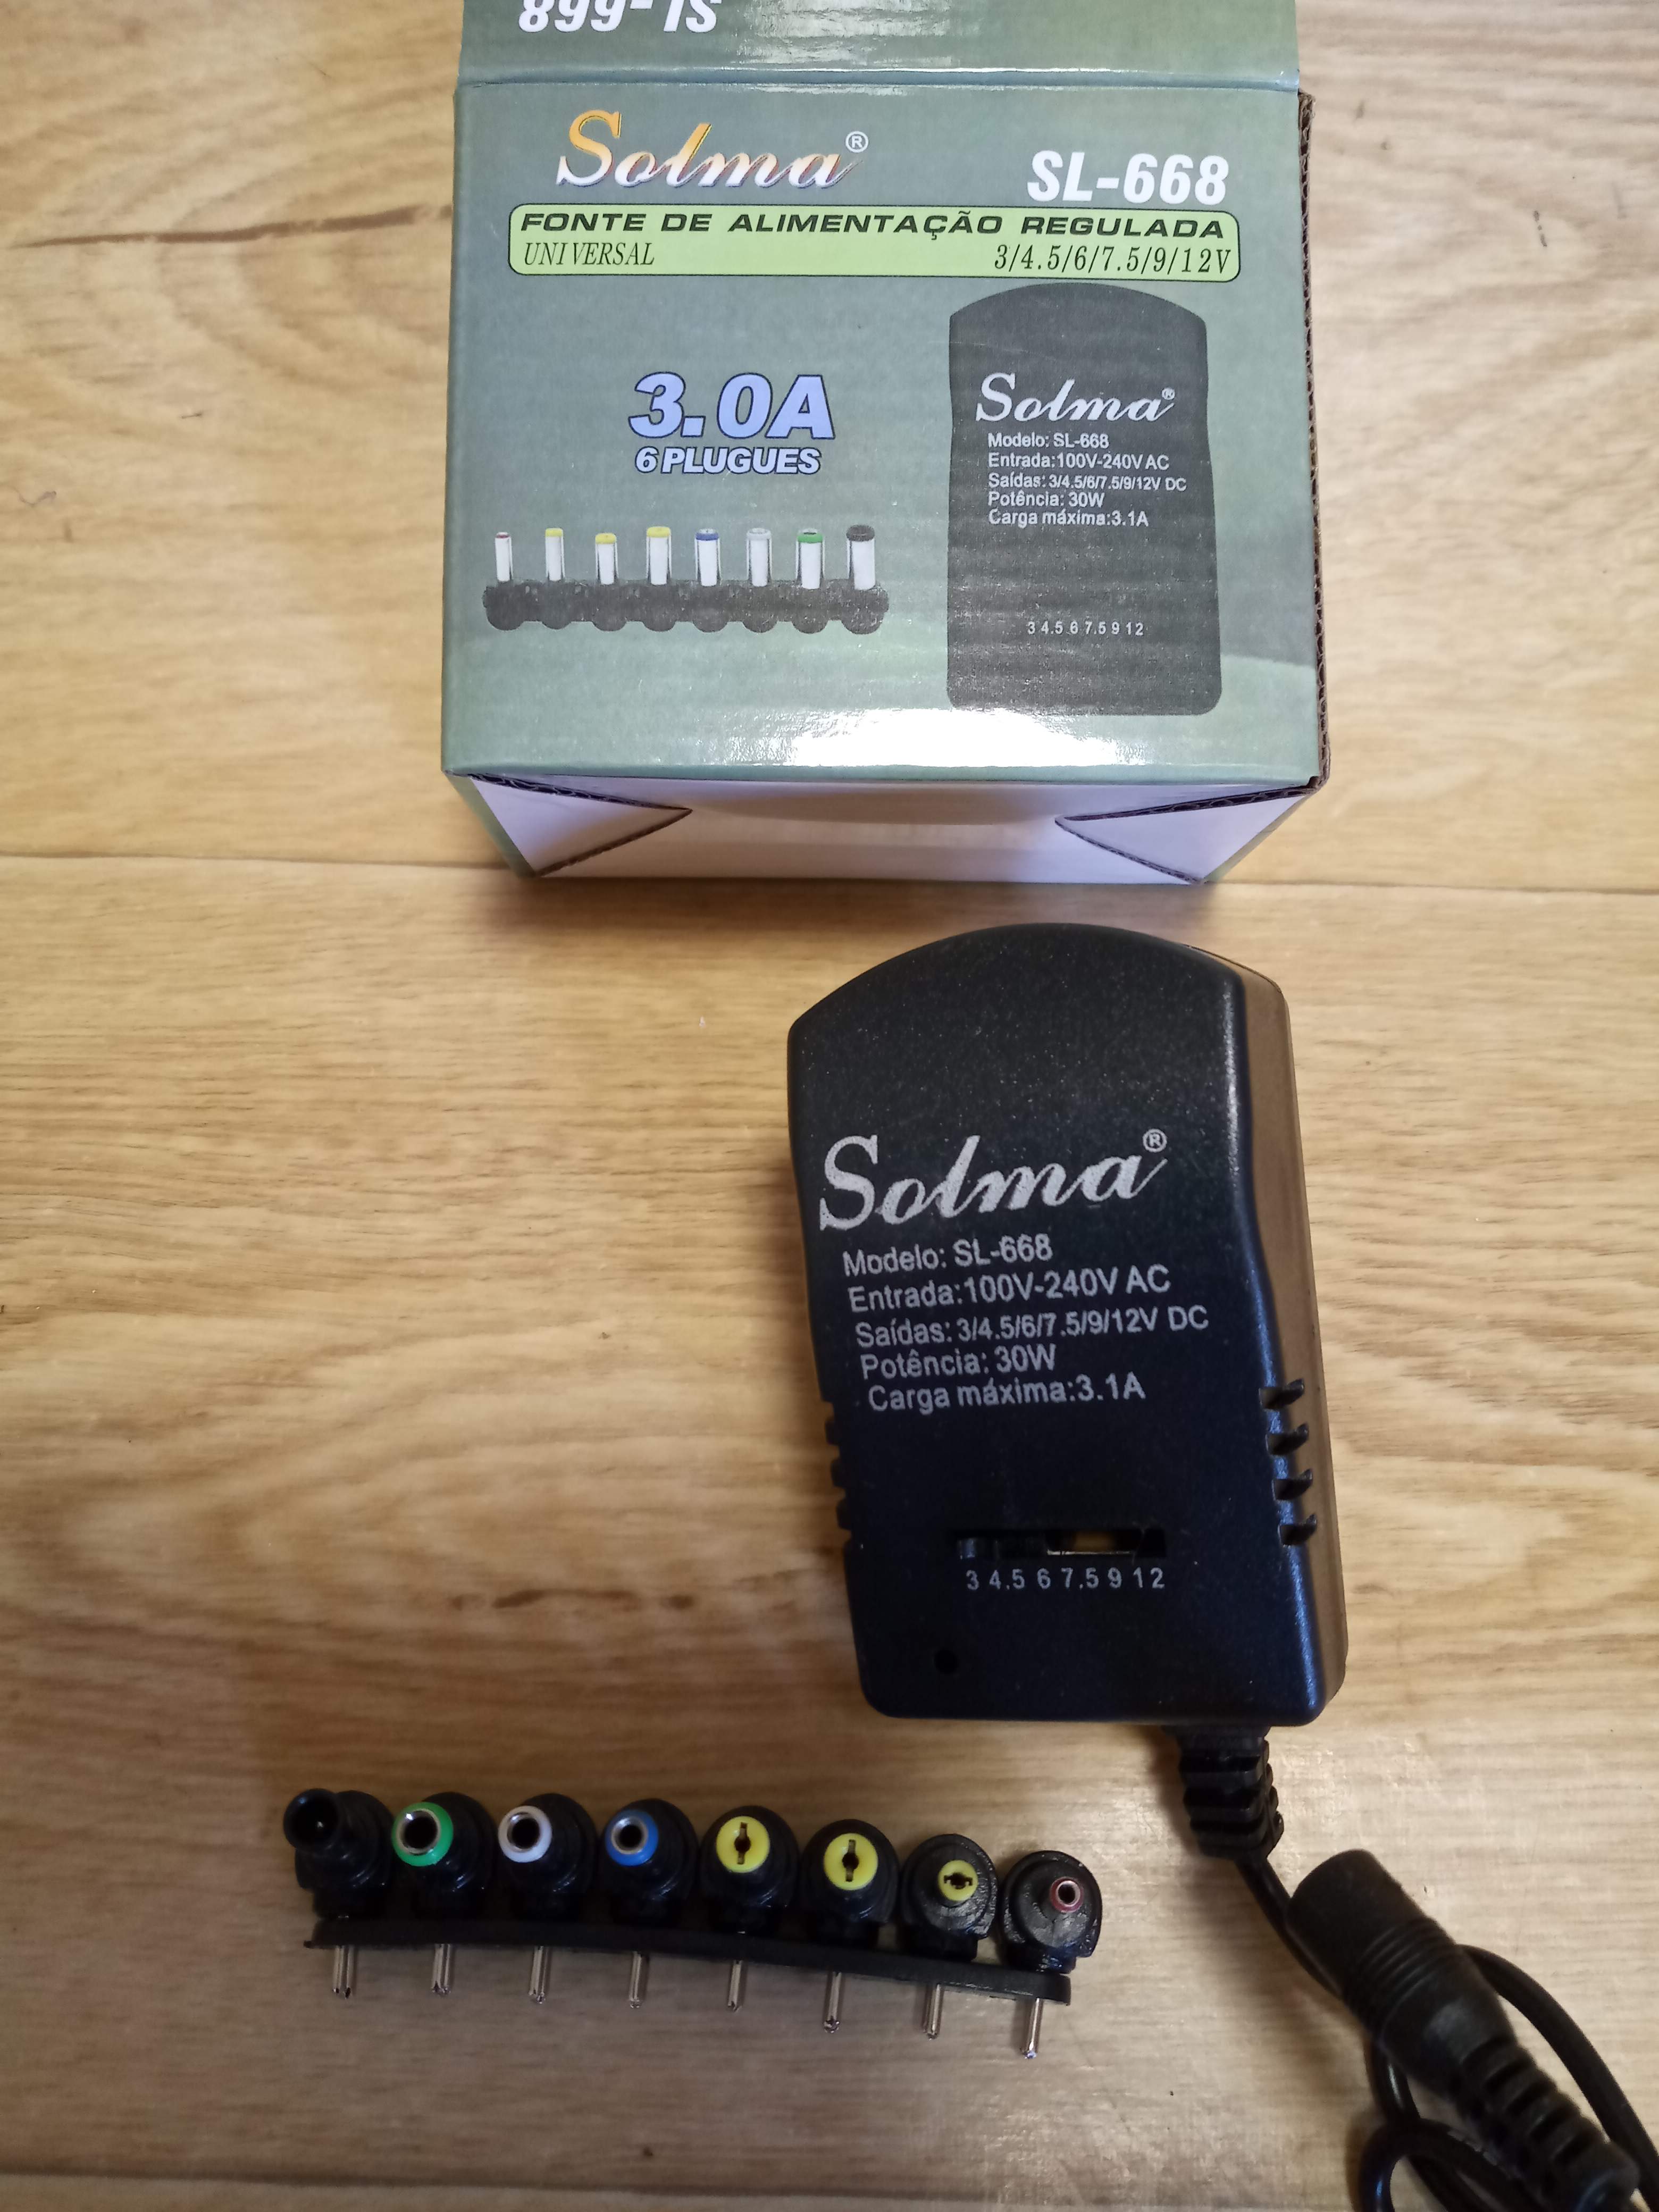 SL-668
Solma®
SL-668
FONTE DE ALIMENTAÇÃO REGULADA
UNIVERSAL 3/4.5/6/7.5/9/12V
3.0A
6 PLUGUES
Solma®
Modelo: SL-668
Entrada:100V-240V AC
Saídas: 3/4.5/6/7.5/9/12V DC
Potência: 30W
Carga máxima:3.1A
3 4.5 6 7.5 9 12
Solma®
Modelo: SL-668
Entrada:100V-240V AC
Saídas: 3/4.5/6/7.5/9/12V DC
Potência: 30W
Carga máxima:3.1A
3 4.5 6 7.5 9 12